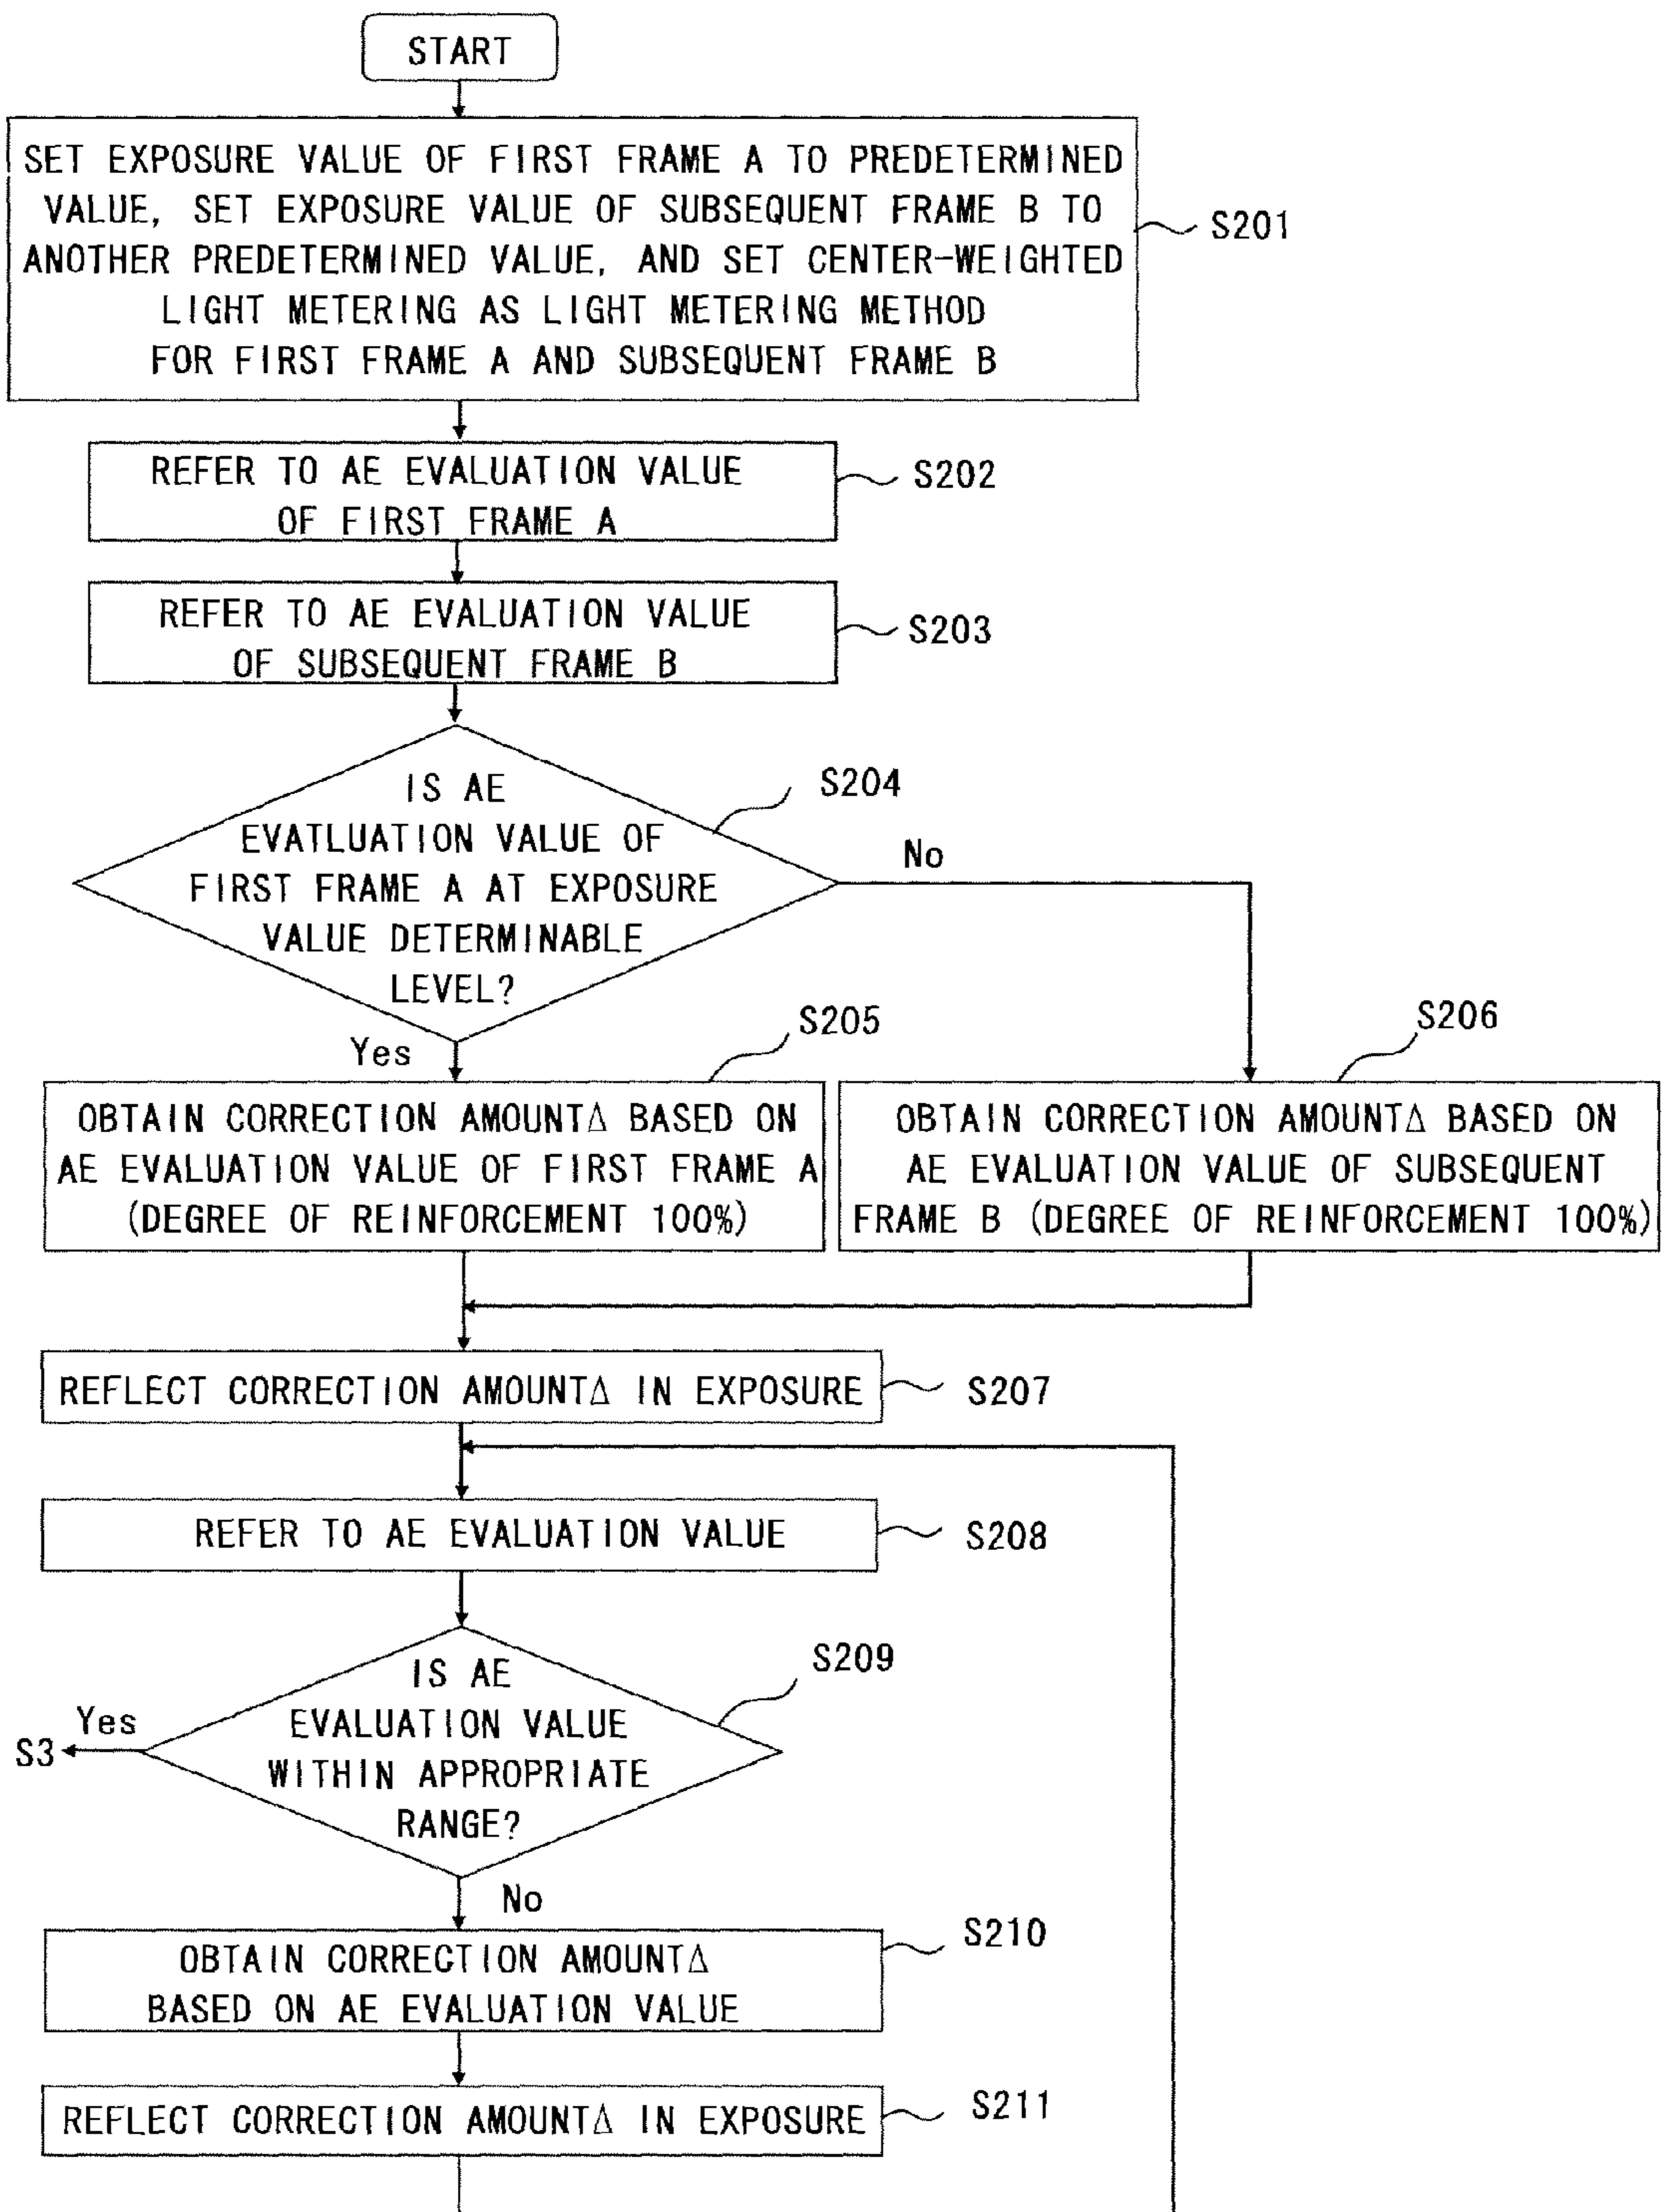 START
SET EXPOSURE VALUE OF FIRST FRAME A TO PREDETERMINED
VALUE, SET EXPOSURE VALUE OF SUBSEQUENT FRAME B TO
ANOTHER PREDETERMINED VALUE, AND SET CENTER-WEIGHTED
LIGHT METERING AS LIGHT METERING METHOD
FOR FIRST FRAME A AND SUBSEQUENT FRAME B
S201
REFER TO AE EVALUATION VALUE
OF FIRST FRAME A
S202
REFER TO AE EVALUATION VALUE
OF SUBSEQUENT FRAME B
S203
IS AE
EVATLUATION VALUE OF
FIRST FRAME A AT EXPOSURE
VALUE DETERMINABLE
LEVEL?
S204
No
Yes
S205
OBTAIN CORRECTION AMOUNTΔ BASED ON
AE EVALUATION VALUE OF FIRST FRAME A
(DEGREE OF REINFORCEMENT 100%)
S206
OBTAIN CORRECTION AMOUNTΔ BASED ON
AE EVALUATION VALUE OF SUBSEQUENT
FRAME B (DEGREE OF REINFORCEMENT 100%)
REFLECT CORRECTION AMOUNTΔ IN EXPOSURE
S207
REFER TO AE EVALUATION VALUE
S208
IS AE
EVALUATION VALUE
WITHIN APPROPRIATE
RANGE?
S209
Yes
S3
No
OBTAIN CORRECTION AMOUNTΔ
BASED ON AE EVALUATION VALUE
S210
REFLECT CORRECTION AMOUNTΔ IN EXPOSURE
S211